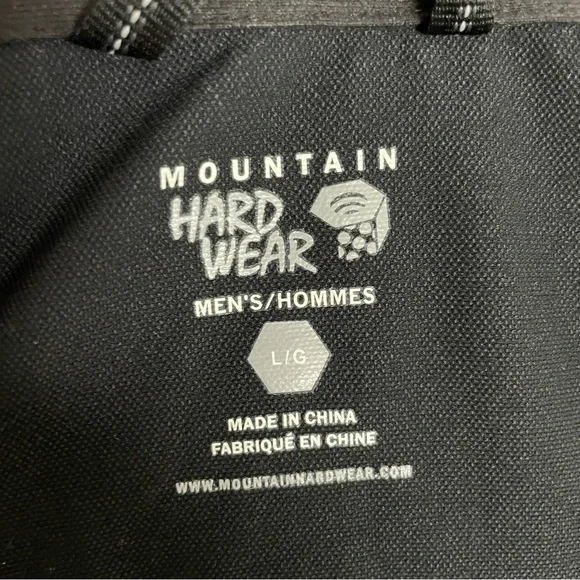 MOUNTAIN
HARD
WEAR
MEN'S/HOMMES
L/G
MADE IN CHINA
FABRIQUÉ EN CHINE
WWW.MOUNTAINHARDWEAR.COM